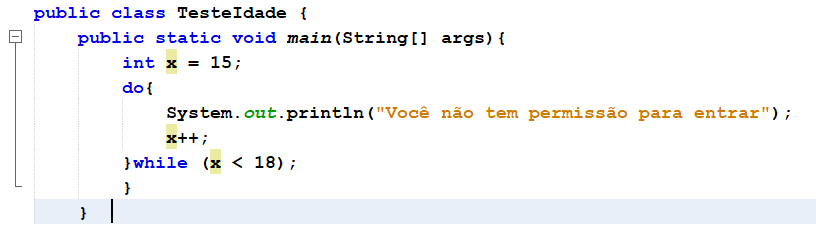 public class TesteIdade {
public static void main(String[] args){
int x = 15;
do{
System.out.println("Você não tem permissão para entrar");
x++;
}while (x < 18);
}
}